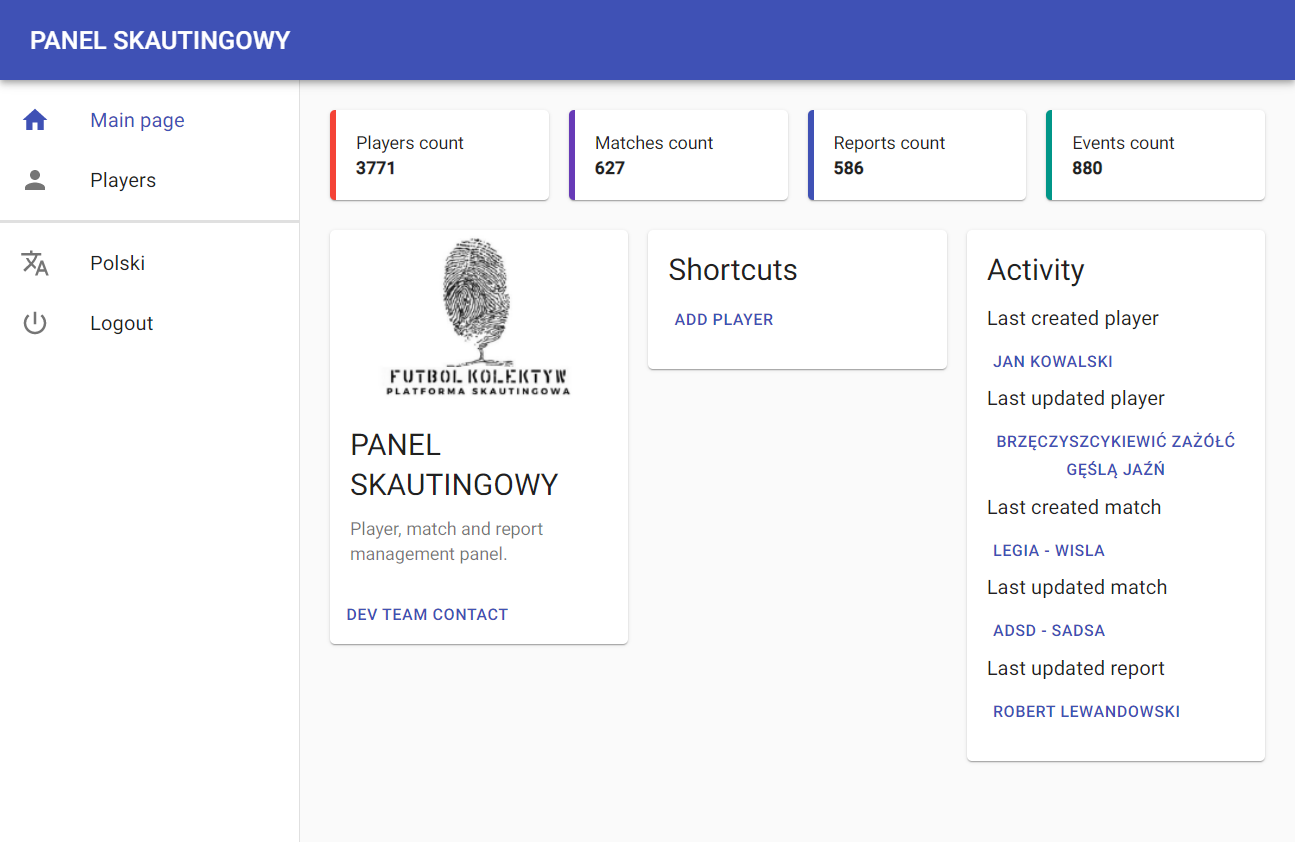 PANEL SKAUTINGOWY
Main page
Players
Polski
Logout
Players count
3771
Matches count
627
Reports count
586
Events count
880
FUTBOL KOLEKTYW
PLATFORMA SKAUTINGOWA
PANEL
SKAUTINGOWY
Player, match and report
management panel.
DEV TEAM CONTACT
Shortcuts
ADD PLAYER
Activity
Last created player
JAN KOWALSKI
Last updated player
BRZĘCZYSZCYKIEWIĆ ZAŻÓŁĆ
GĘŚLĄ JAŹŃ
Last created match
LEGIA - WISLA
Last updated match
ADSD - SADSA
Last updated report
ROBERT LEWANDOWSKI